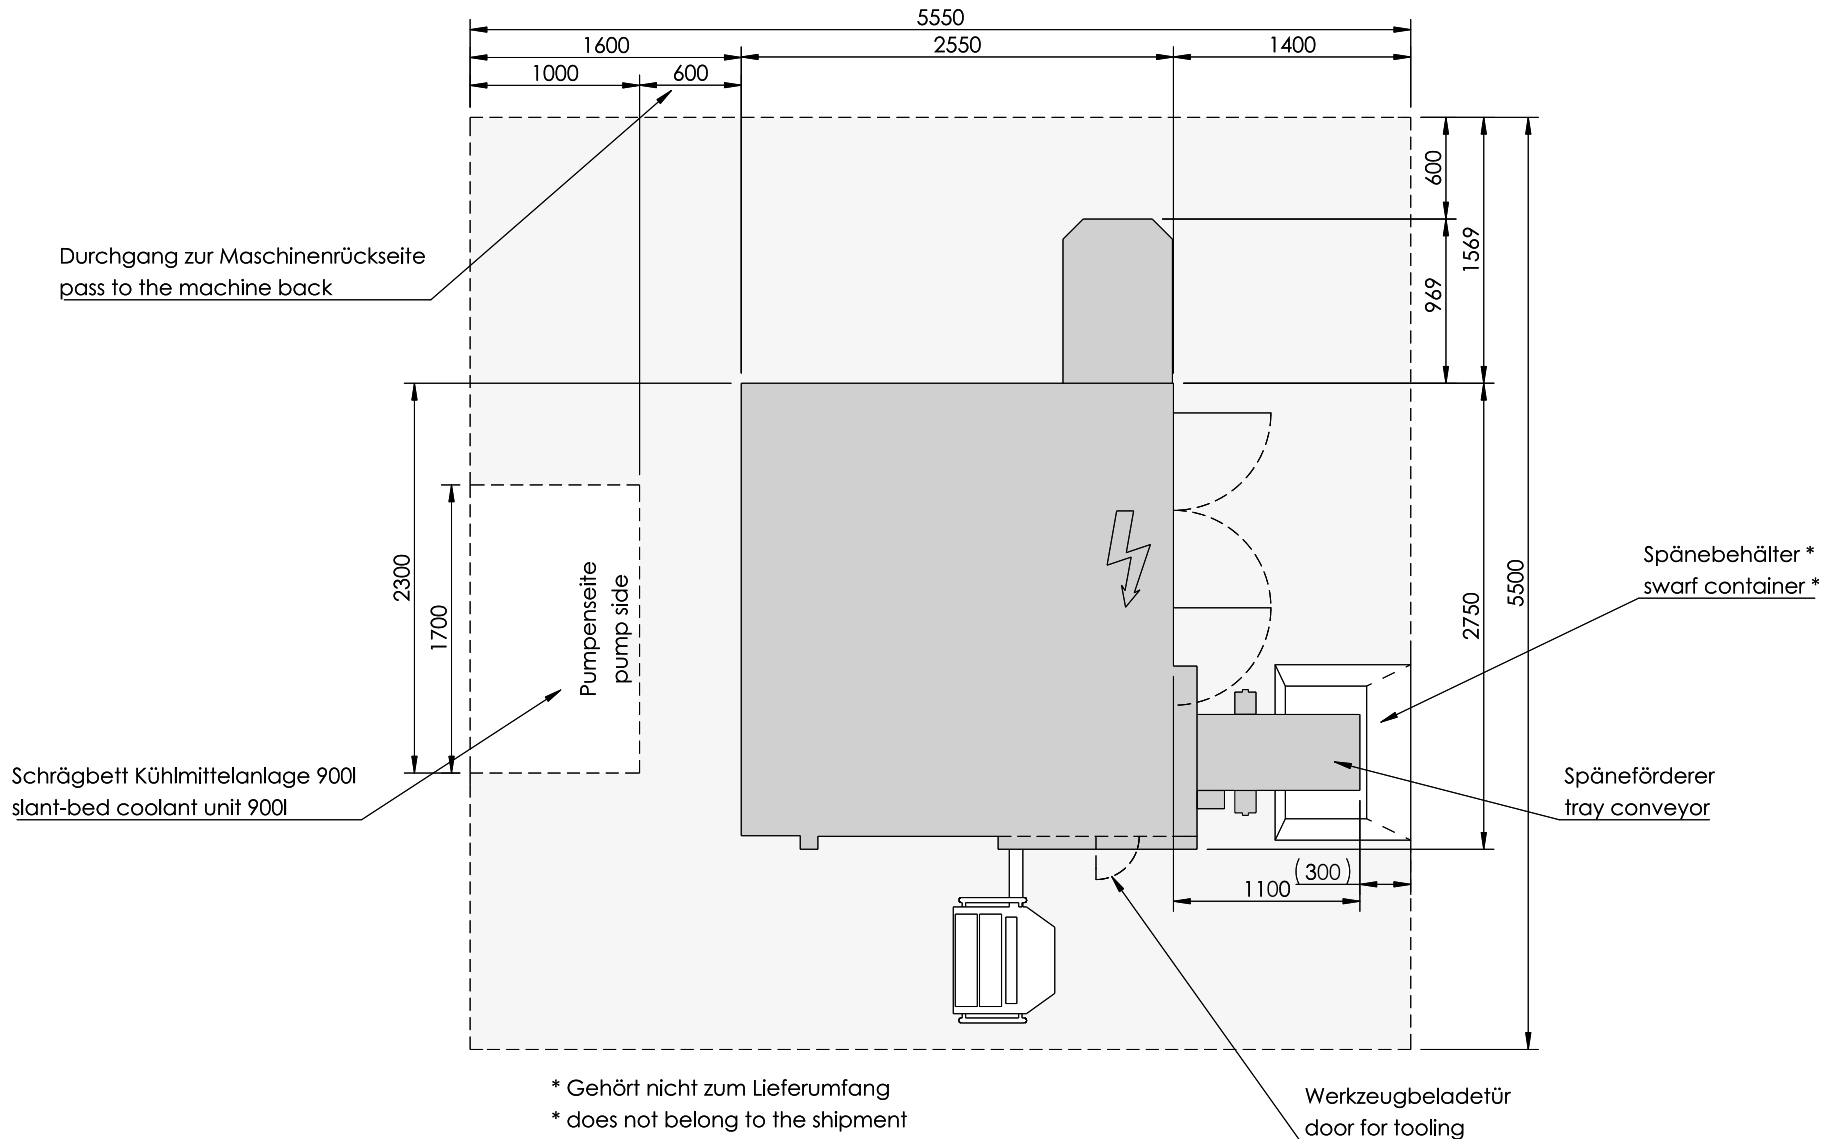 5550
1600
2550
1400
1000
600
600
1569
969
Durchgang zur Maschinenrückseite
pass to the machine back
2300
1700
Pumpenseite
pump side
5500
2750
Spänebehälter *
swarf container *
Schrägbett Kühlmittelanlage 900l
slant-bed coolant unit 900l
Späneförderer
tray conveyor
(300)
1100
* Gehört nicht zum Lieferumfang
* does not belong to the shipment
Werkzeugbeladetür
door for tooling